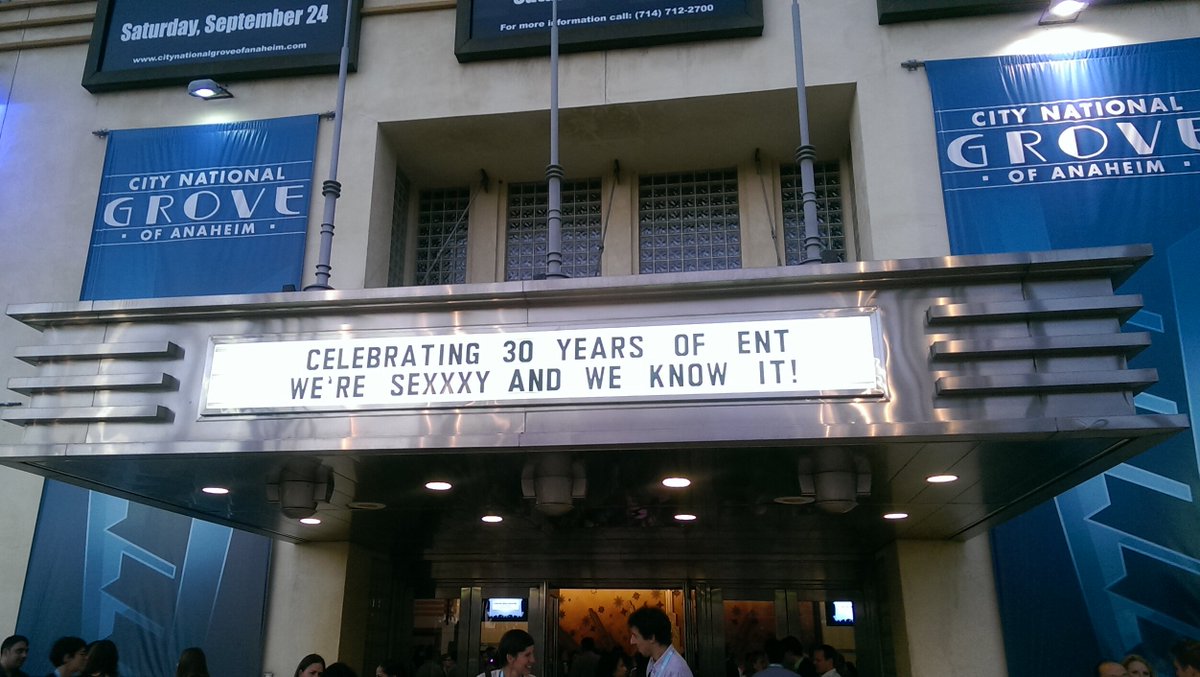 Saturday, September 24
www.citynationalgroveofanaheim.com
For more information call: (714) 712-2700
CITY NATIONAL
GROVE
OF ANAHEIM
CITY NATIONAL
GROVE
OF ANAHEIM
CELEBRATING 30 YEARS OF ENT
WE'RE SEXXXY AND WE KNOW IT!